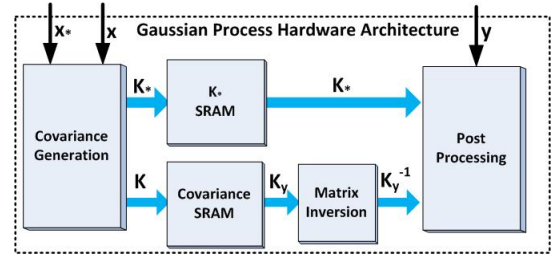 Gaussian Process Hardware Architecture
x* x y
Covariance
Generation
K*
K*
SRAM
K*
Post
Processing
K
Covariance
SRAM
Ky
Matrix
Inversion
Ky-1